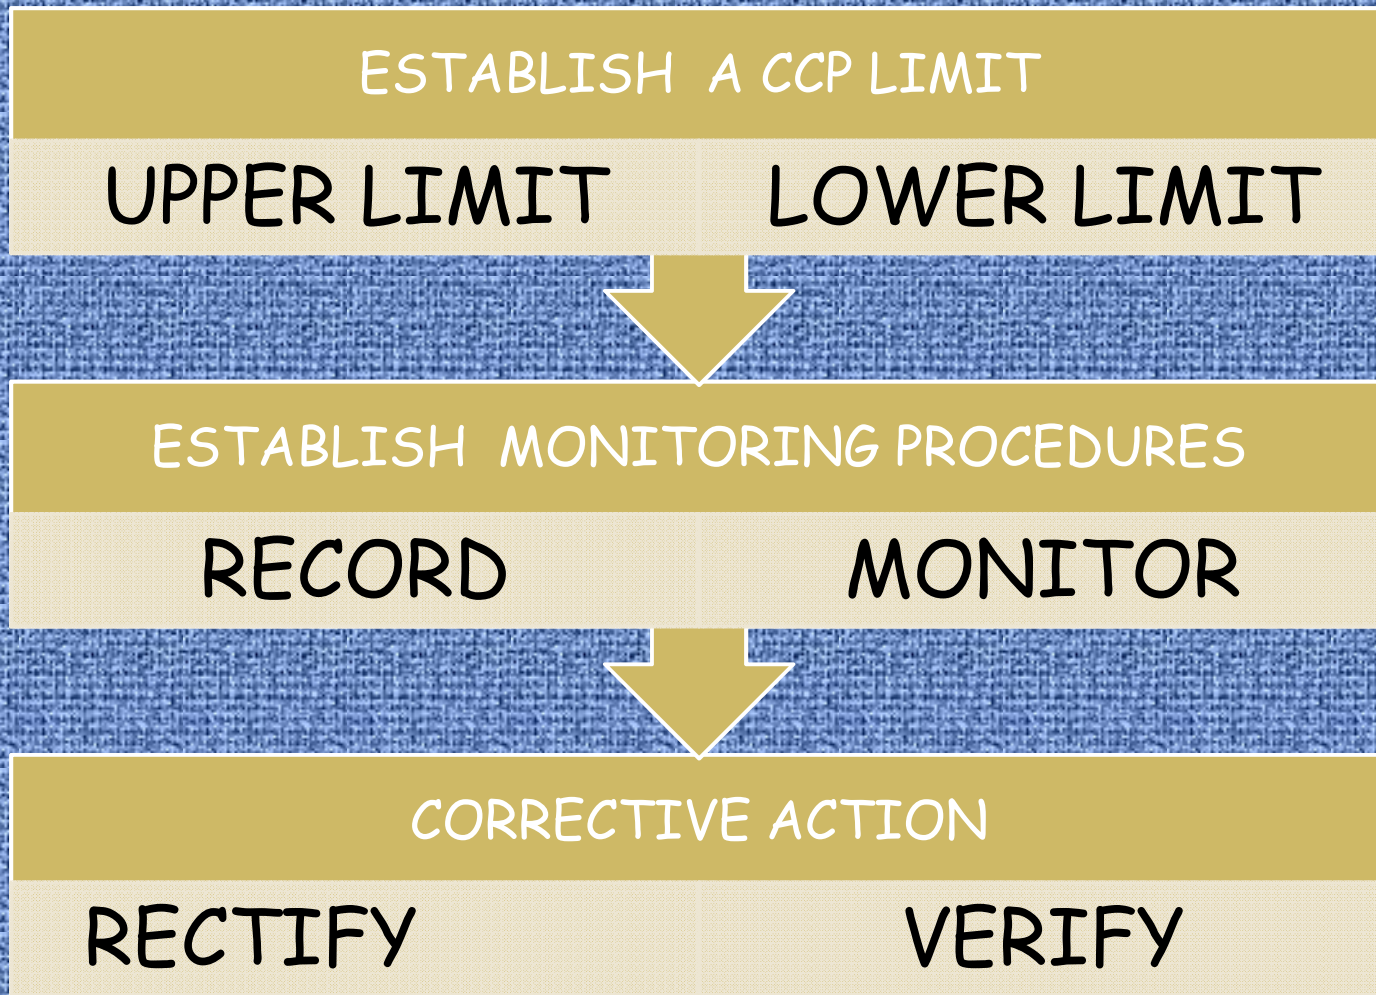 ESTABLISH A CCP LIMIT
UPPER LIMIT LOWER LIMIT
ESTABLISH MONITORING PROCEDURES
RECORD MONITOR
CORRECTIVE ACTION
RECTIFY VERIFY